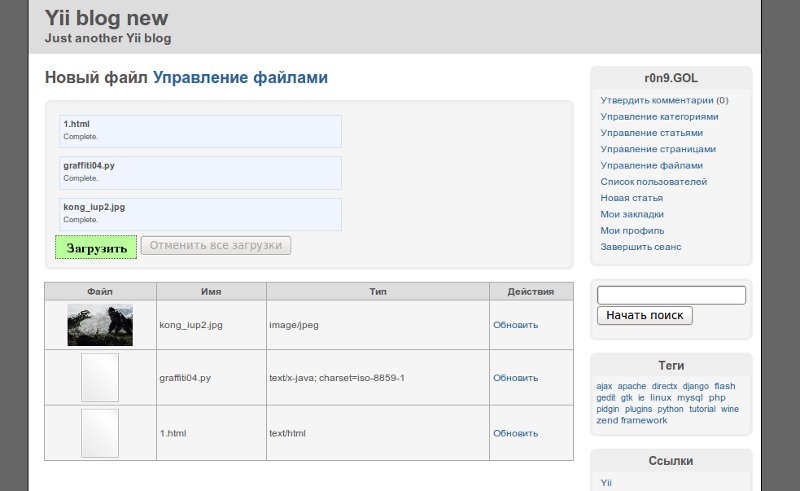 Yii blog new
Just another Yii blog
Новый файл Управление файлами
1.html
Complete.
graffiti04.py
Complete.
kong_iup2.jpg
Complete.
Загрузить Отменить все загрузки
Файл Имя Тип Действия
kong_iup2.jpg image/jpeg Обновить
graffiti04.py text/x-java; charset=iso-8859-1 Обновить
1.html text/html Обновить
r0n9.GOL
Утвердить комментарии (0)
Управление категориями
Управление статьями
Управление страницами
Управление файлами
Список пользователей
Новая статья
Мои закладки
Мой профиль
Завершить сеанс
Начать поиск
Теги
ajax apache directx django flash
gedit gtk ie linux mysql php
pidgin plugins python tutorial wine
zend framework
Ссылки
Yii